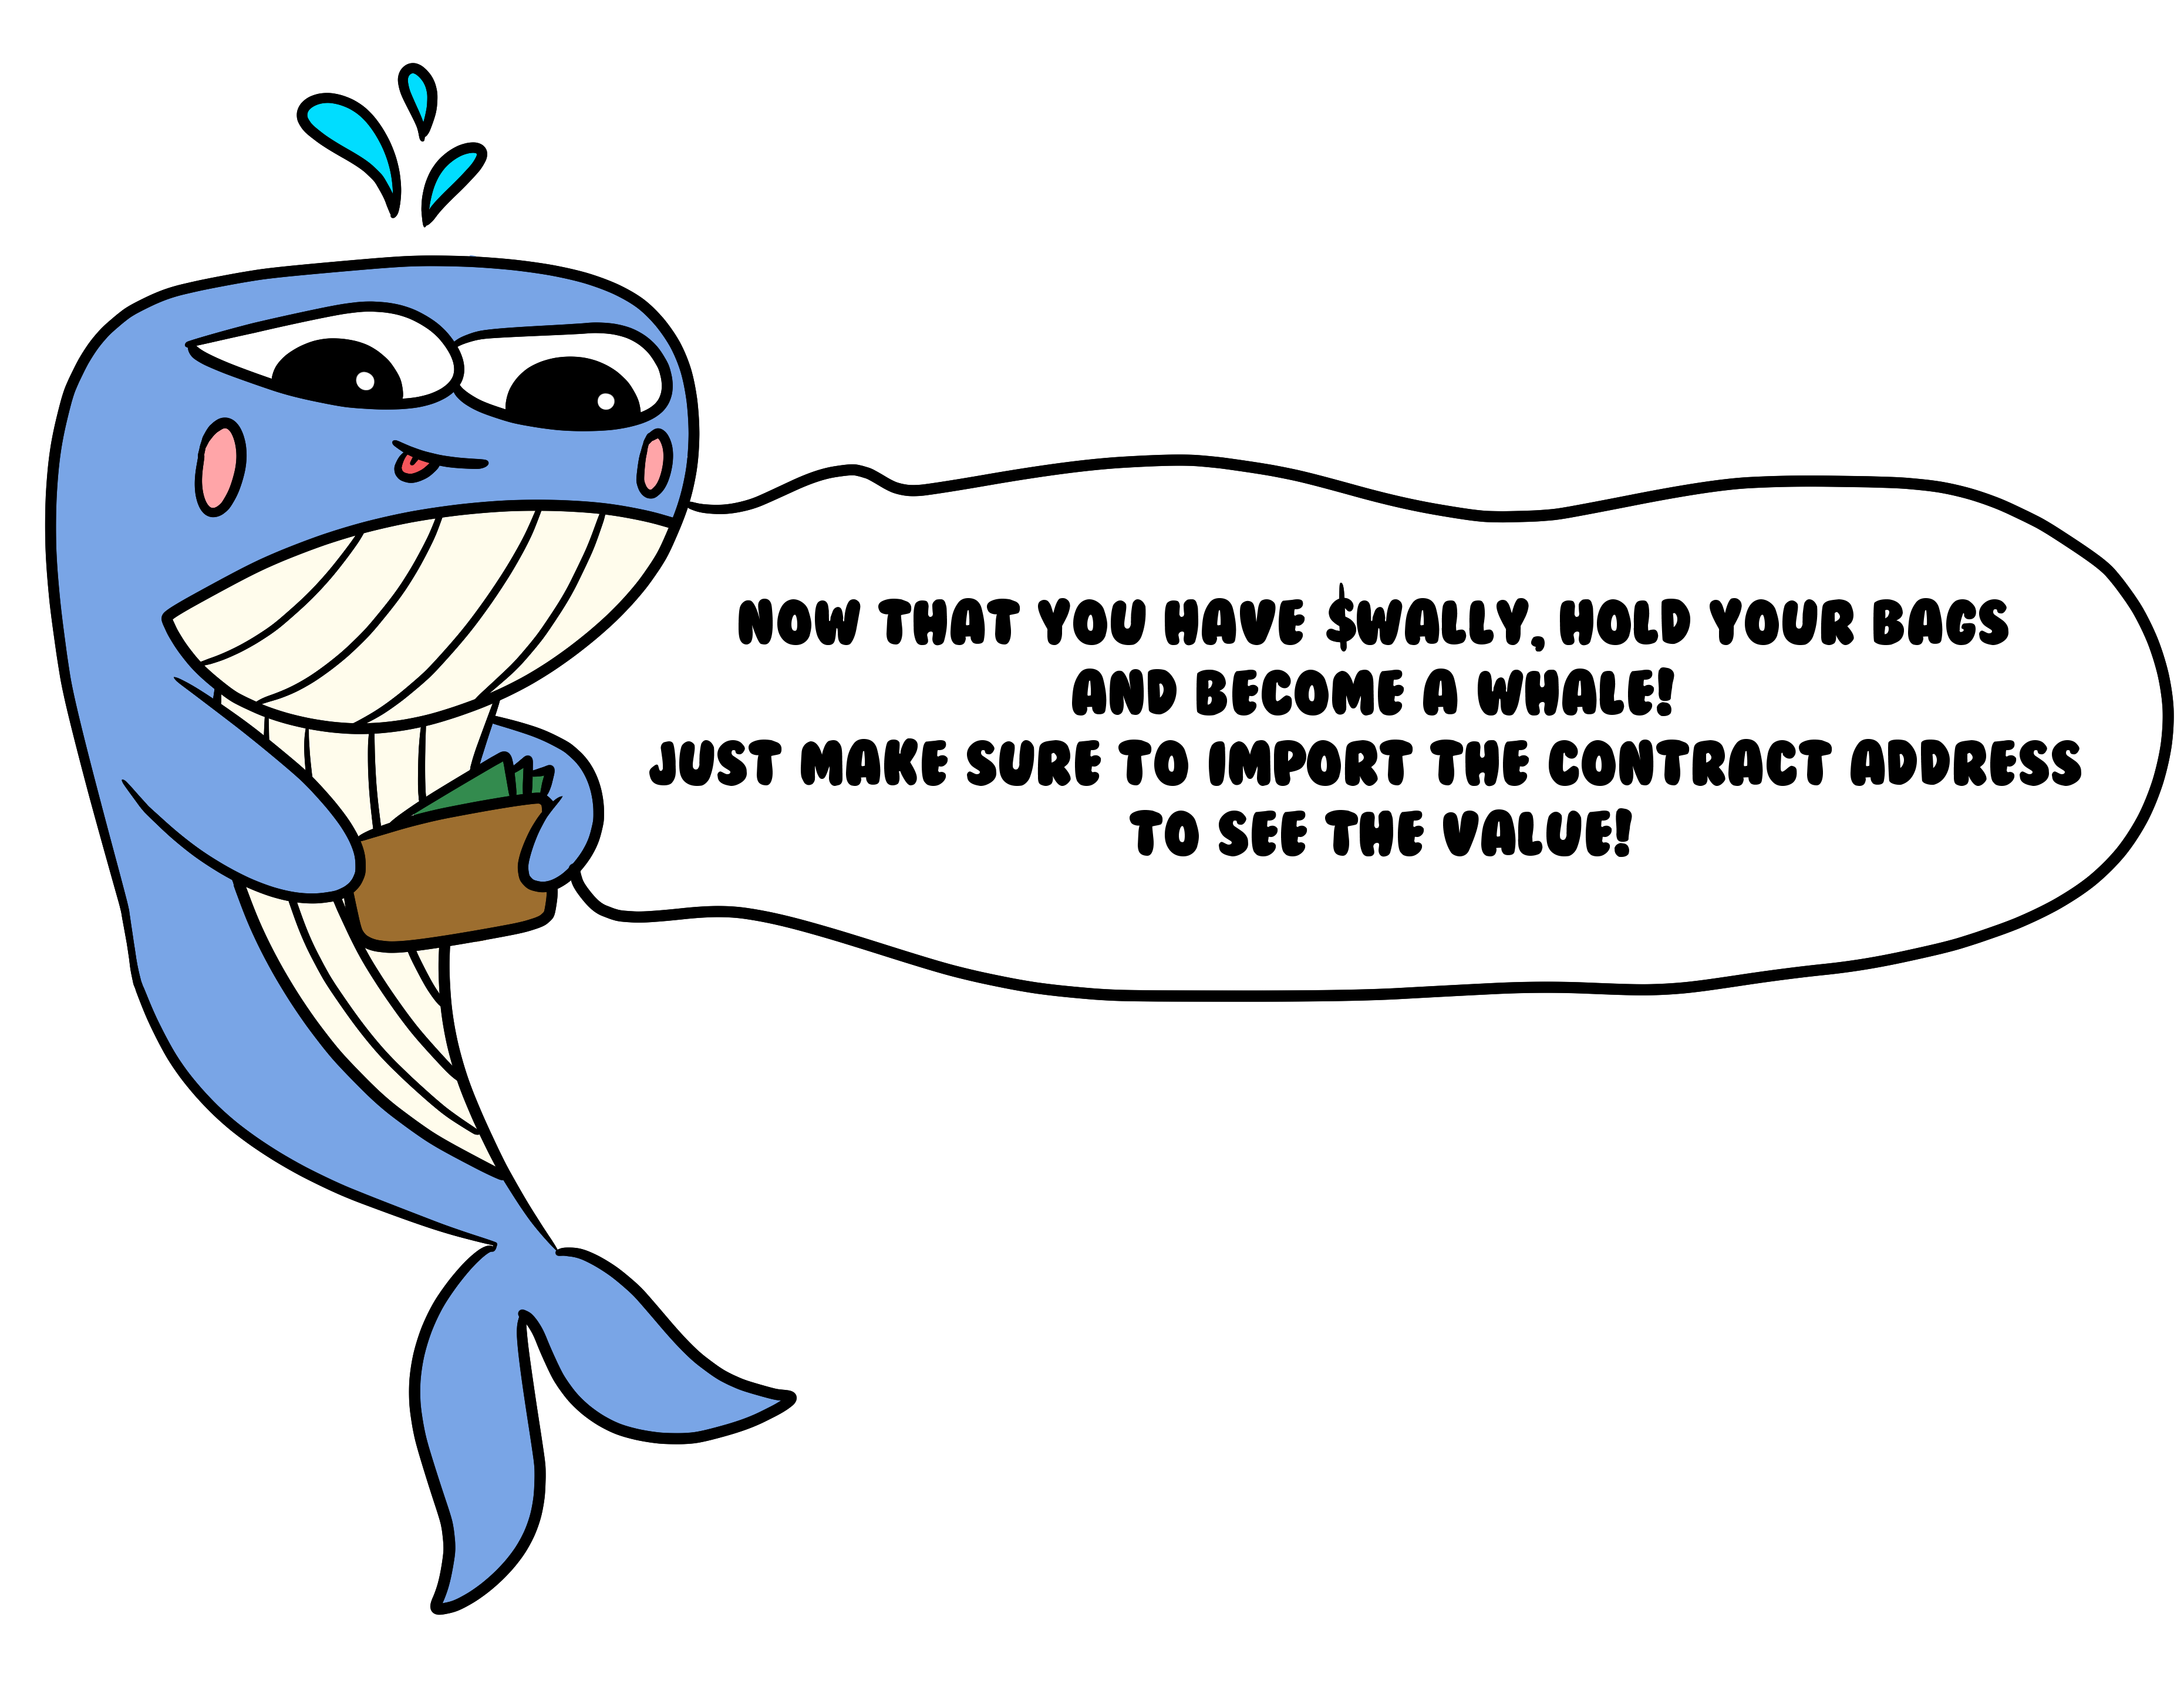 NOW THAT YOU HAVE $WALLY, HOLD YOUR BAGS
AND BECOME A WHALE!
JUST MAKE SURE TO IMPORT THE CONTRACT ADDRESS
TO SEE THE VALUE!